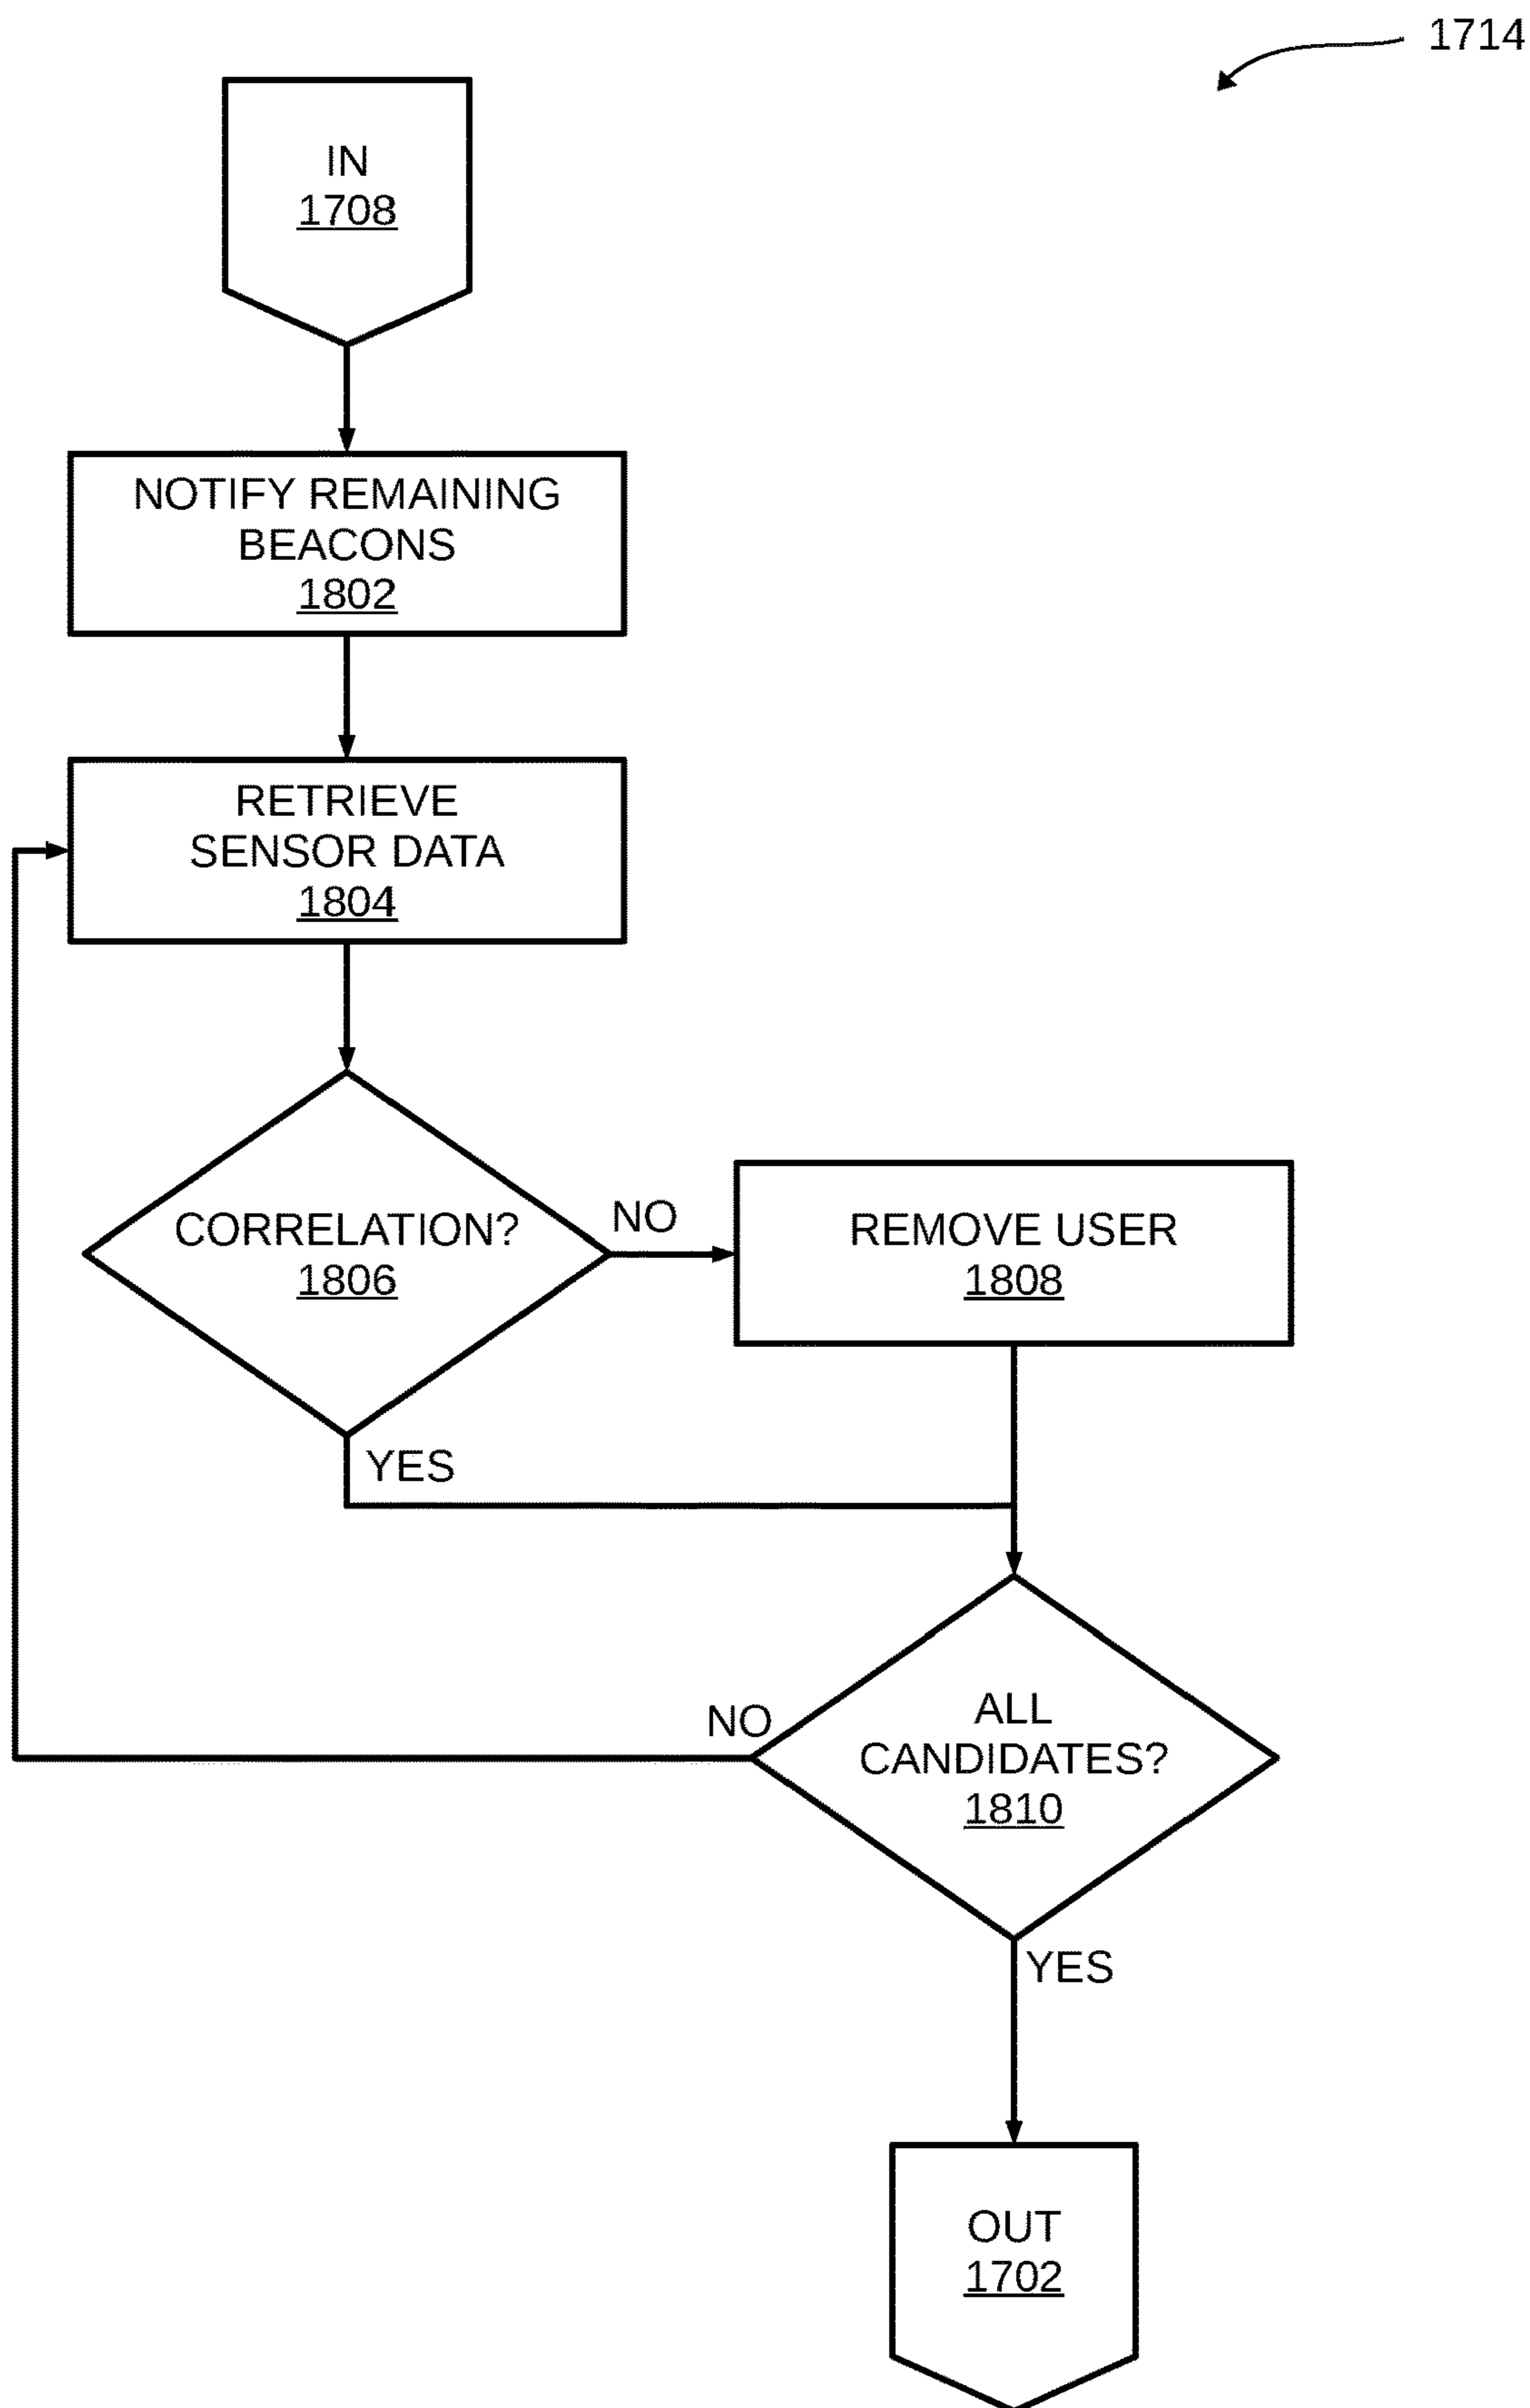 1714
IN
1708
NOTIFY REMAINING
BEACONS
1802
RETRIEVE
SENSOR DATA
1804
CORRELATION?
1806
NO
REMOVE USER
1808
YES
ALL
CANDIDATES?
1810
NO
YES
OUT
1702